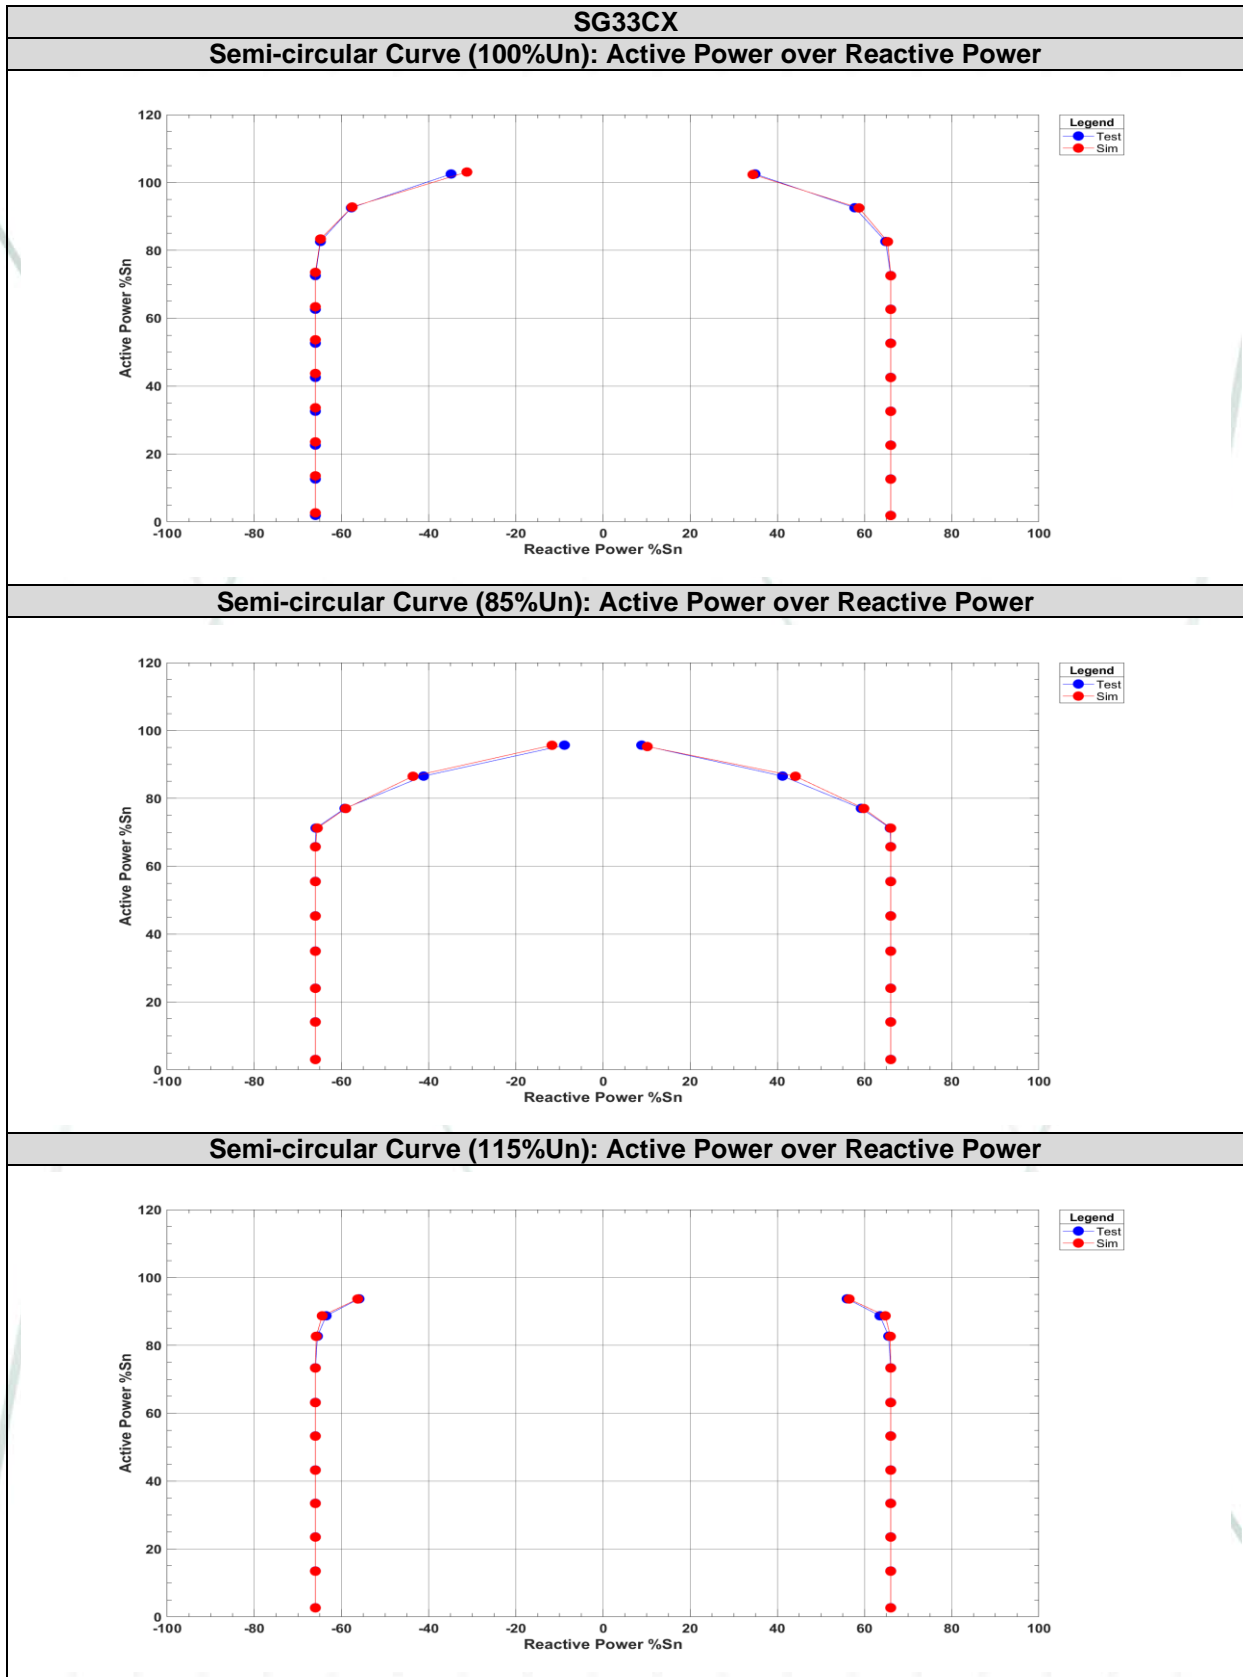 SG33CX
Semi-circular Curve (100%Un): Active Power over Reactive Power
120
100
80
60
40
20
0
Active Power %Sn
-100 -80 -60 -40 -20 0 20 40 60 80 100
Reactive Power %Sn
Legend
Test
Sim
Semi-circular Curve (85%Un): Active Power over Reactive Power
120
100
80
60
40
20
0
Active Power %Sn
-100 -80 -60 -40 -20 0 20 40 60 80 100
Reactive Power %Sn
Legend
Test
Sim
Semi-circular Curve (115%Un): Active Power over Reactive Power
120
100
80
60
40
20
0
Active Power %Sn
-100 -80 -60 -40 -20 0 20 40 60 80 100
Reactive Power %Sn
Legend
Test
Sim